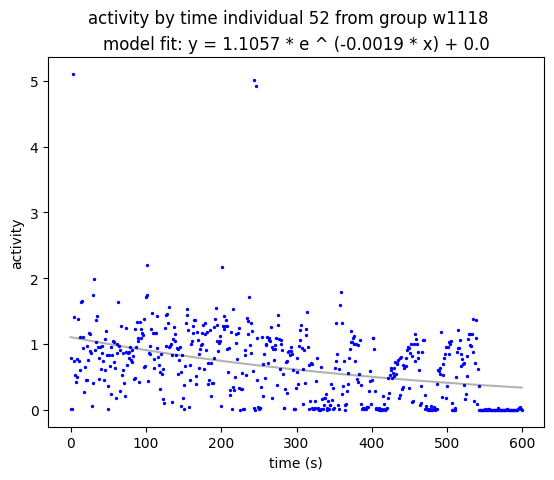 activity by time individual 52 from group w1118
model fit: y = 1.1057 * e ^ (-0.0019 * x) + 0.0
5
4
3
2
1
0
activity
0 100 200 300 400 500 600
time (s)